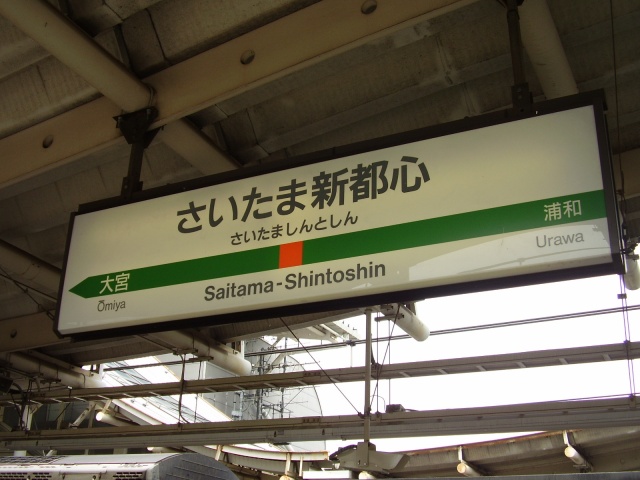 さいたま新都心
さいたましんとしん
大宮
浦和
Ōmiya
Saitama-Shintoshin
Urawa